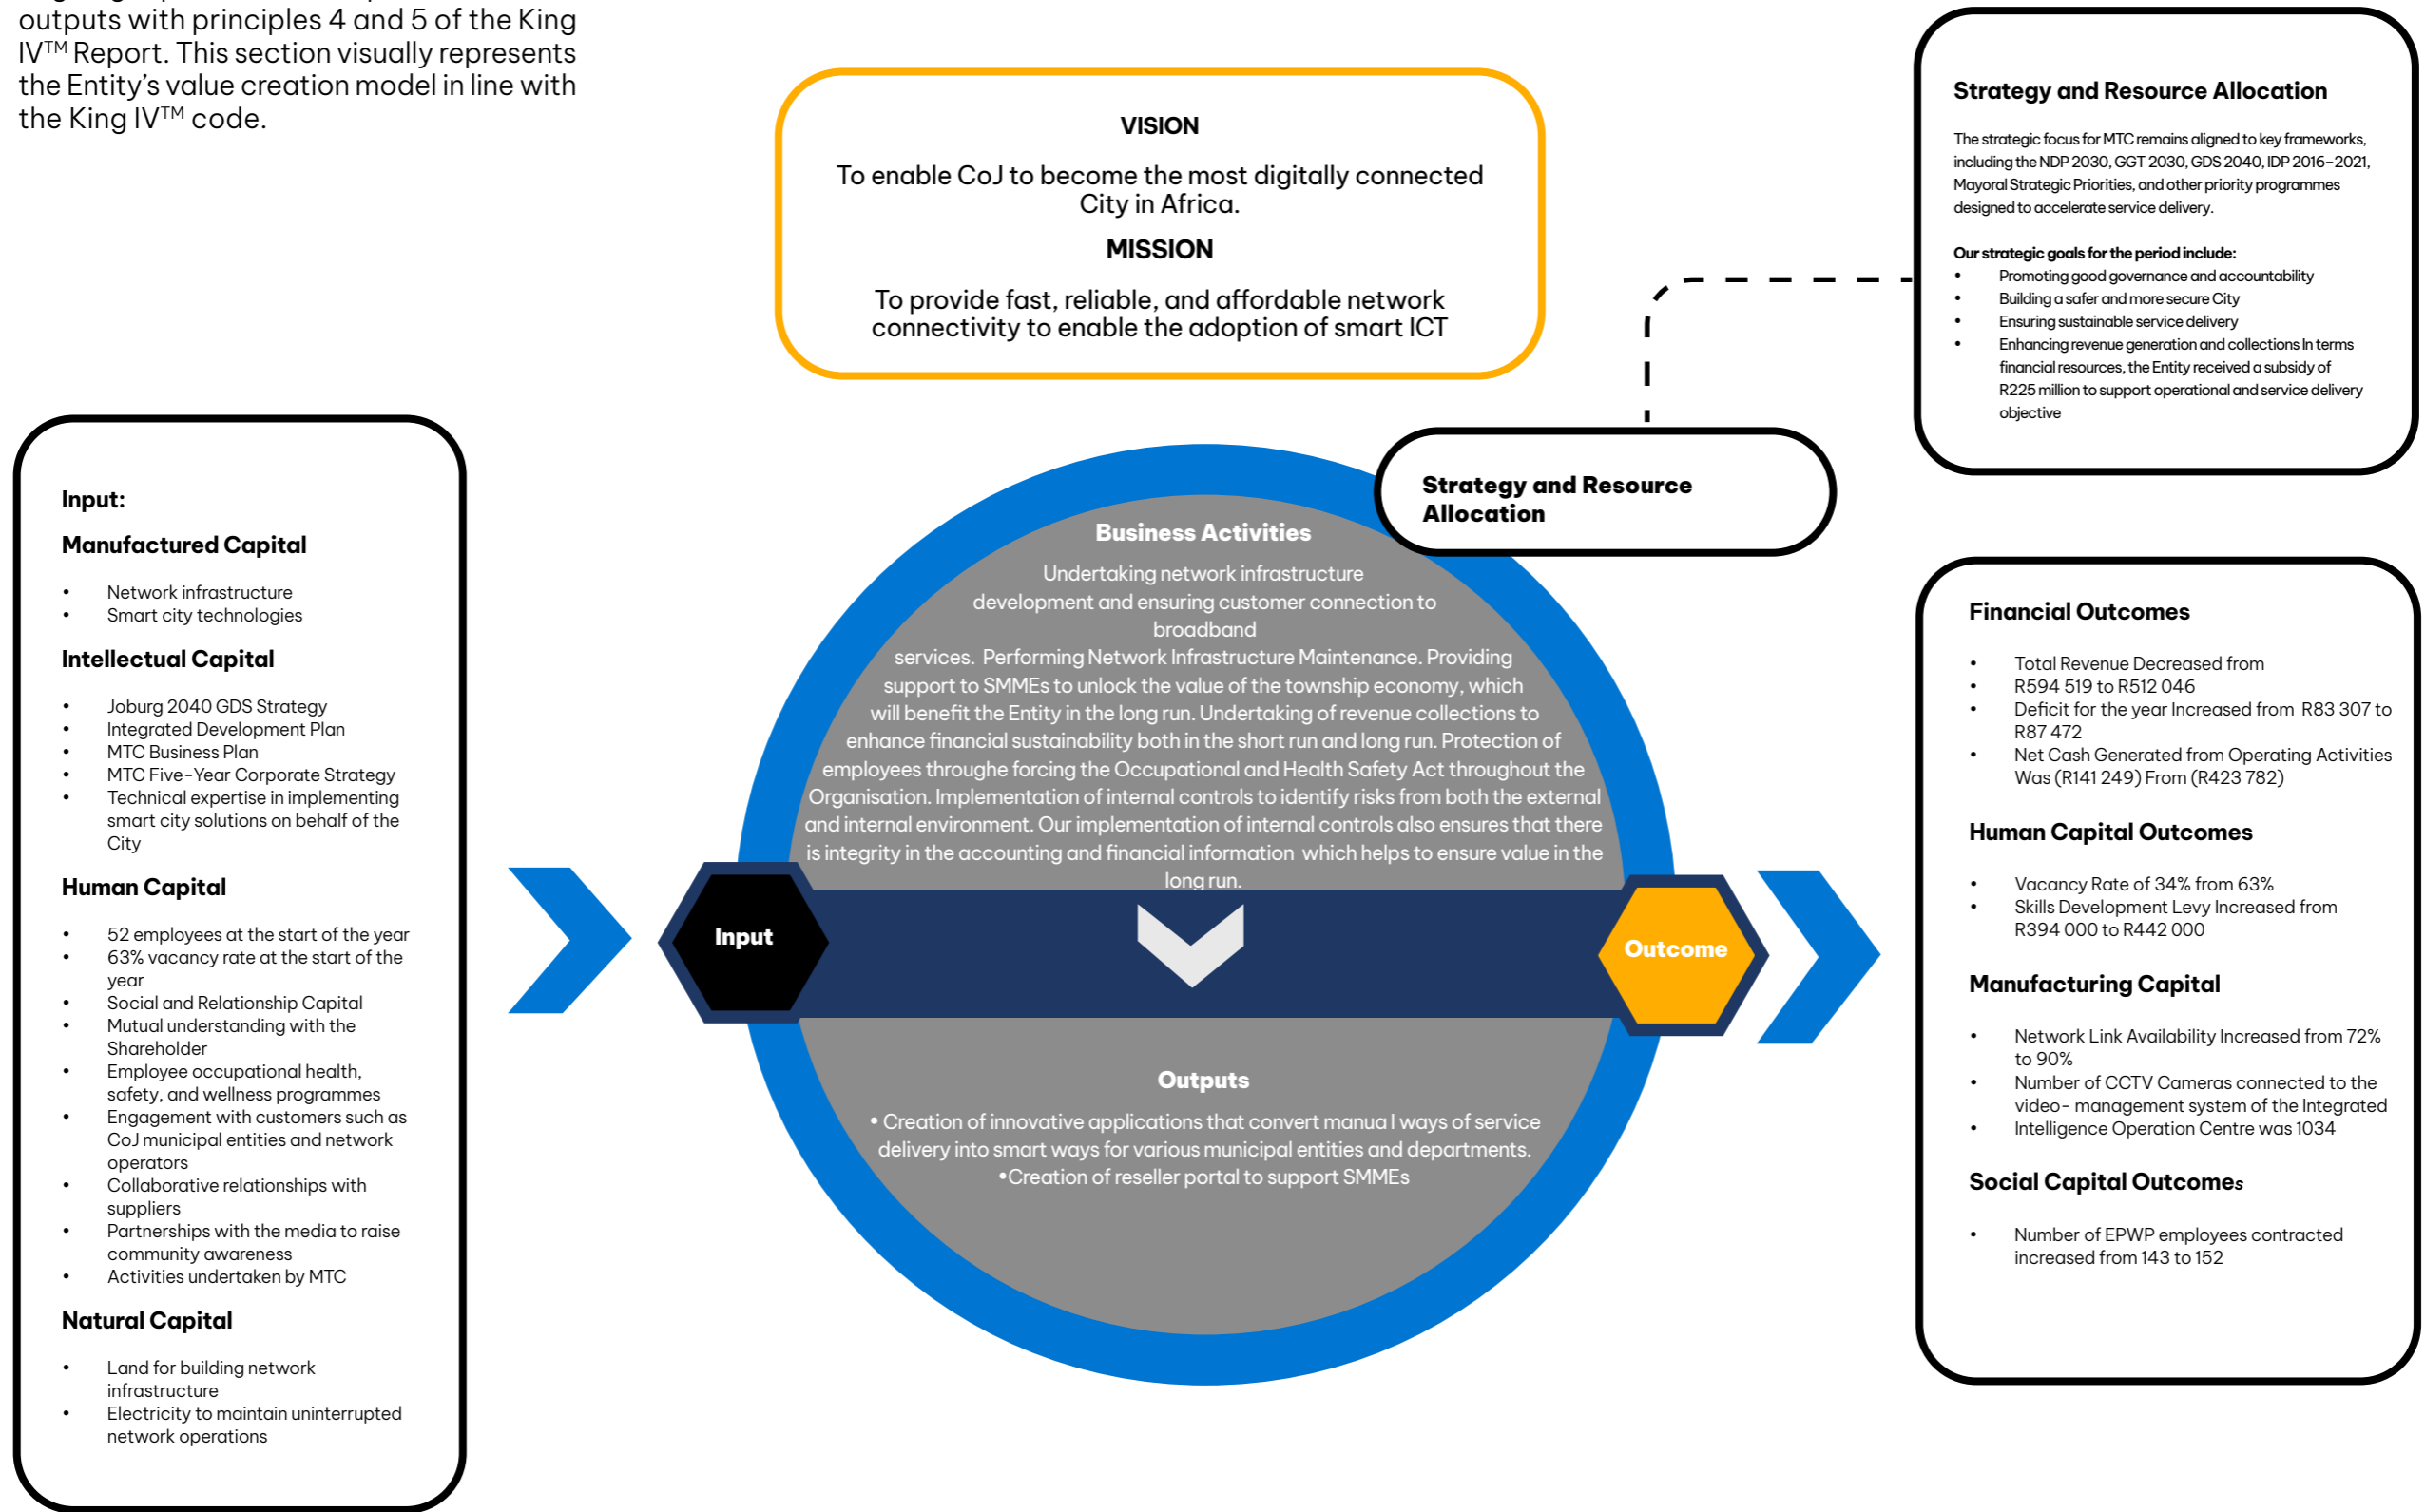 outputs with principles 4 and 5 of the King
IV™ Report. This section visually represents
the Entity's value creation model in line with
the King IV™ code.
VISION
To enable CoJ to become the most digitally connected
City in Africa.
MISSION
To provide fast, reliable, and affordable network
connectivity to enable the adoption of smart ICT
Strategy and Resource Allocation
The strategic focus for MTC remains aligned to key frameworks,
including the NDP 2030, GGT 2030, GDS 2040, IDP 2016–2021,
Mayoral Strategic Priorities, and other priority programmes
designed to accelerate service delivery.
Our strategic goals for the period include:
• Promoting good governance and accountability
• Building a safer and more secure City
• Ensuring sustainable service delivery
• Enhancing revenue generation and collections In terms
financial resources, the Entity received a subsidy of
R225 million to support operational and service delivery
objective
Input:
Manufactured Capital
• Network infrastructure
• Smart city technologies
Intellectual Capital
• Joburg 2040 GDS Strategy
• Integrated Development Plan
• MTC Business Plan
• MTC Five-Year Corporate Strategy
• Technical expertise in implementing
smart city solutions on behalf of the
City
Human Capital
• 52 employees at the start of the year
• 63% vacancy rate at the start of the
year
• Social and Relationship Capital
• Mutual understanding with the
Shareholder
• Employee occupational health,
safety, and wellness programmes
• Engagement with customers such as
CoJ municipal entities and network
operators
• Collaborative relationships with
suppliers
• Partnerships with the media to raise
community awareness
• Activities undertaken by MTC
Natural Capital
• Land for building network
infrastructure
• Electricity to maintain uninterrupted
network operations
Strategy and Resource
Allocation
Business Activities
Undertaking network infrastructure
development and ensuring customer connection to
broadband
services. Performing Network Infrastructure Maintenance. Providing
support to SMMEs to unlock the value of the township economy, which
will benefit the Entity in the long run. Undertaking of revenue collections to
enhance financial sustainability both in the short run and long run. Protection of
employees throughe forcing the Occupational and Health Safety Act throughout the
Organisation. Implementation of internal controls to identify risks from both the external
and internal environment. Our implementation of internal controls also ensures that there
is integrity in the accounting and financial information which helps to ensure value in the
long run.
Input
Outcome
Outputs
• Creation of innovative applications that convert manua l ways of service
delivery into smart ways for various municipal entities and departments.
•Creation of reseller portal to support SMMEs
Financial Outcomes
• Total Revenue Decreased from
• R594 519 to R512 046
• Deficit for the year Increased from R83 307 to
R87 472
• Net Cash Generated from Operating Activities
Was (R141 249) From (R423 782)
Human Capital Outcomes
• Vacancy Rate of 34% from 63%
• Skills Development Levy Increased from
R394 000 to R442 000
Manufacturing Capital
• Network Link Availability Increased from 72%
to 90%
• Number of CCTV Cameras connected to the
video- management system of the Integrated
• Intelligence Operation Centre was 1034
Social Capital Outcomes
• Number of EPWP employees contracted
increased from 143 to 152